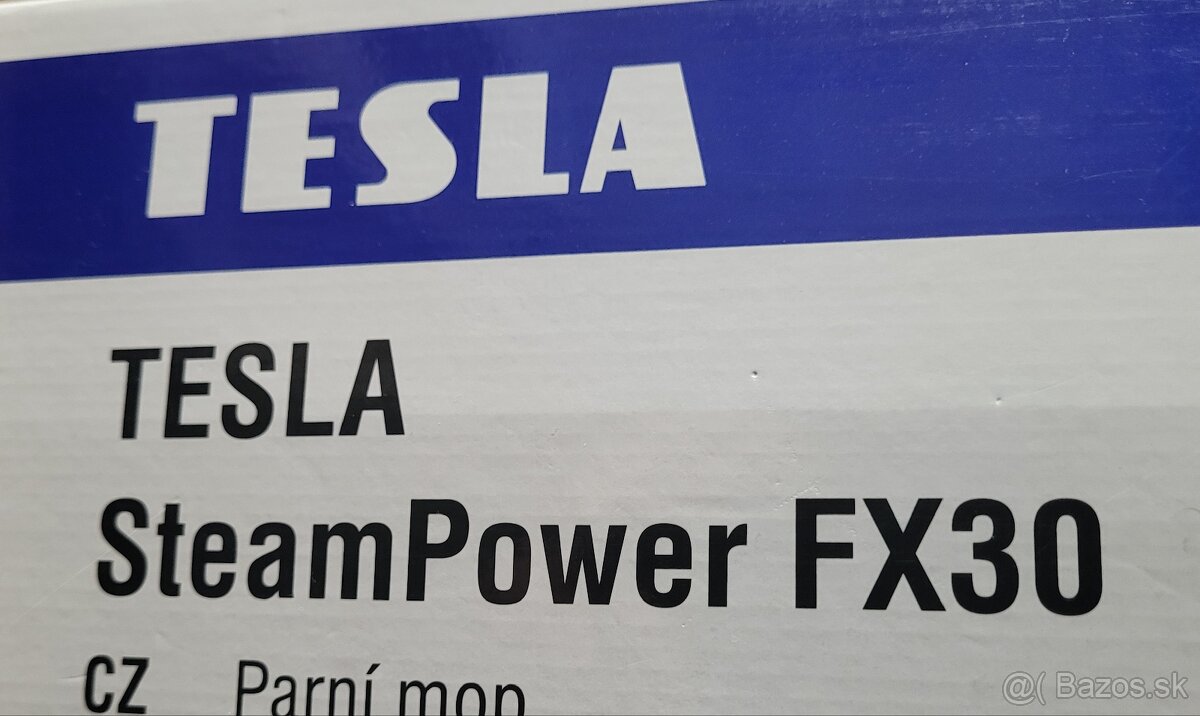 TESLA
TESLA
SteamPower FX30
CZ Parní mop
@( Bazos.sk